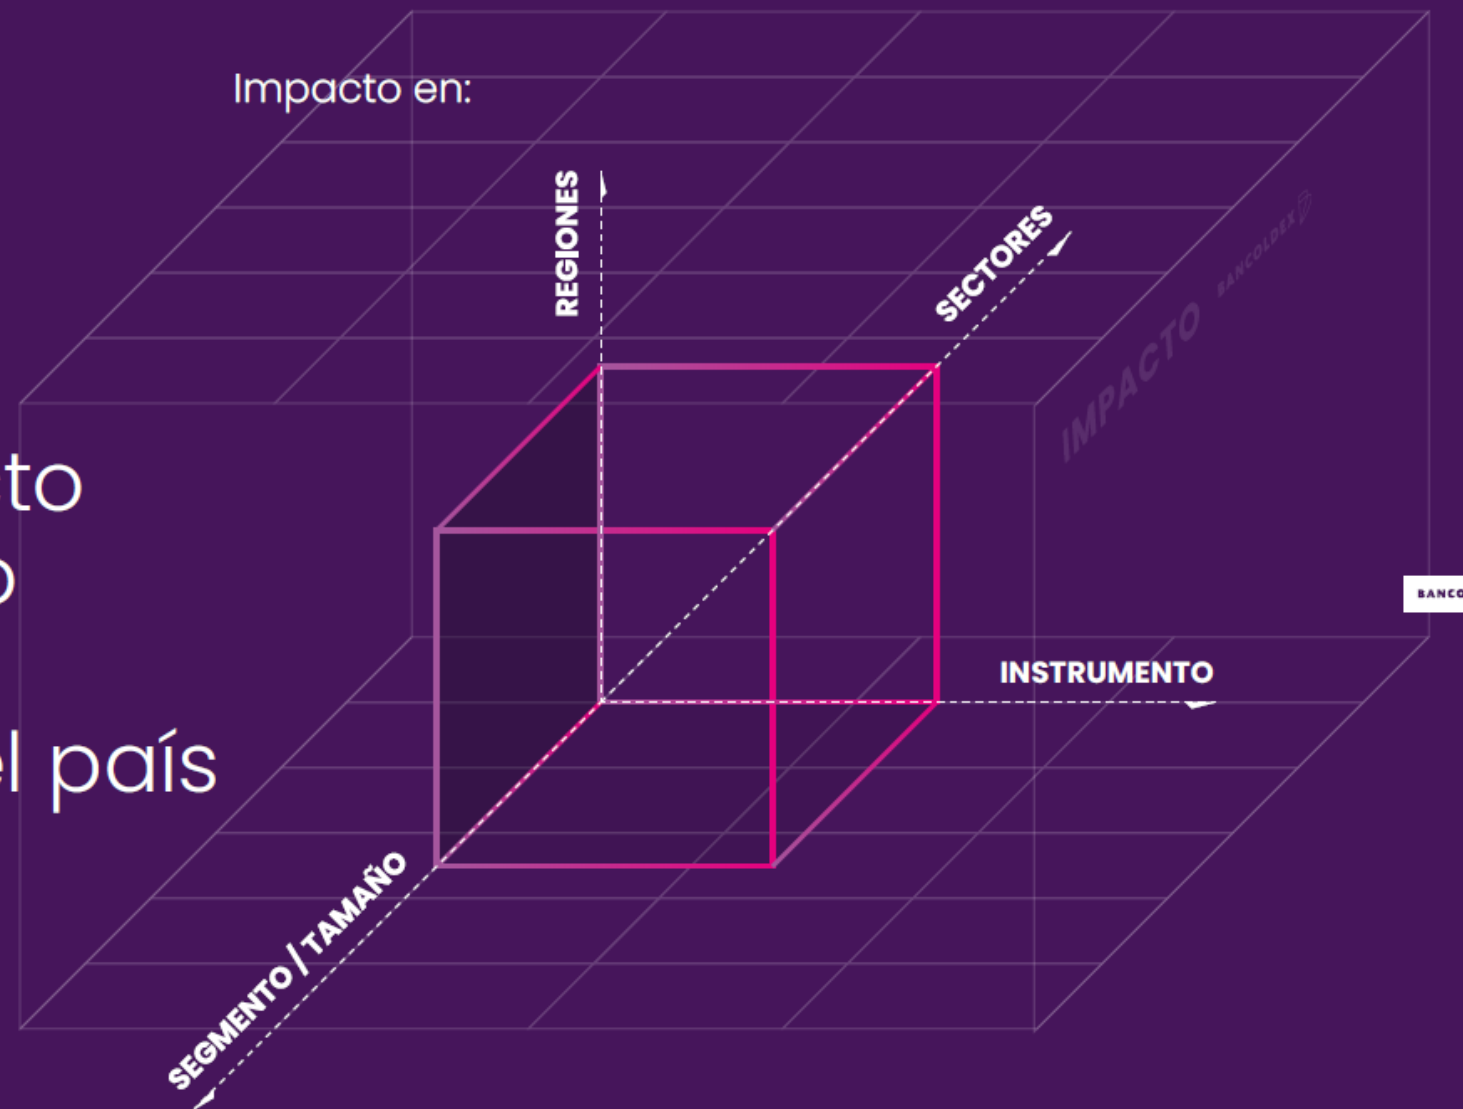 Impacto en:
REGIONES
SECTORES
IMPACTO BANCOLDEX
to
el país
INSTRUMENTO
SEGMENTO / TAMAÑO